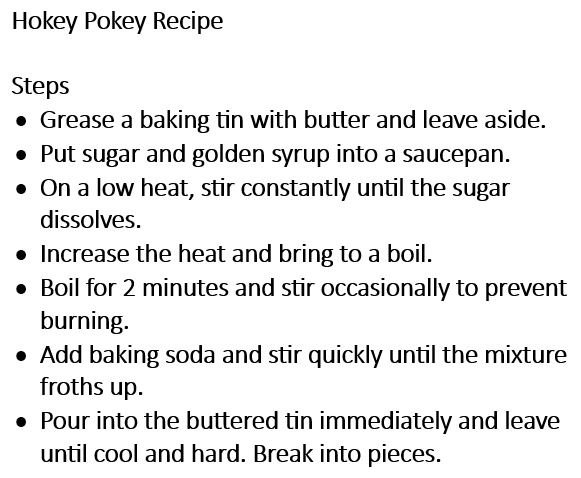 Hokey Pokey Recipe
Steps
• Grease a baking tin with butter and leave aside.
• Put sugar and golden syrup into a saucepan.
• On a low heat, stir constantly until the sugar
dissolves.
• Increase the heat and bring to a boil.
• Boil for 2 minutes and stir occasionally to prevent
burning.
• Add baking soda and stir quickly until the mixture
froths up.
• Pour into the buttered tin immediately and leave
until cool and hard. Break into pieces.